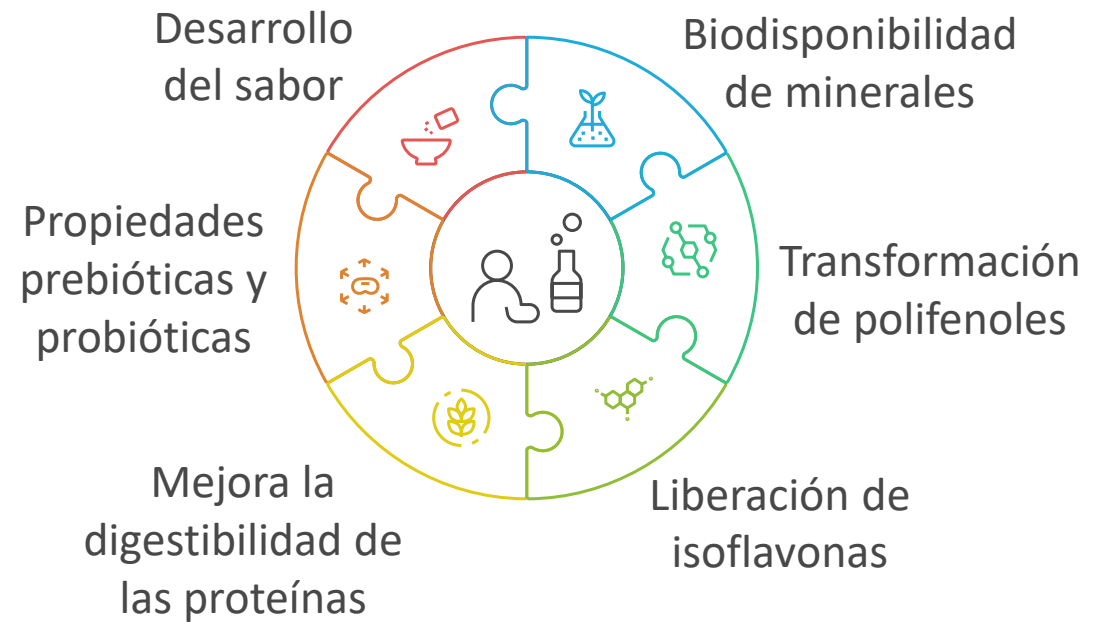 Desarrollo
del sabor
Biodisponibilidad
de minerales
Propiedades
prebióticas y
probióticas
Transformación
de polifenoles
Mejora la
digestibilidad de
las proteínas
Liberación de
isoflavonas